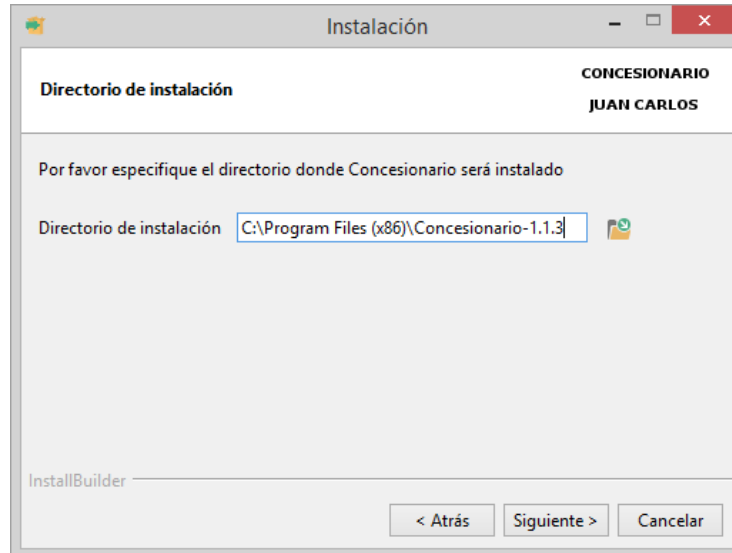 Instalación
Directorio de instalación
CONCESIONARIO
JUAN CARLOS
Por favor especifique el directorio donde Concesionario será instalado
Directorio de instalación C:\Program Files (x86)\Concesionario-1.1.3
InstallBuilder
< Atrás Siguiente > Cancelar